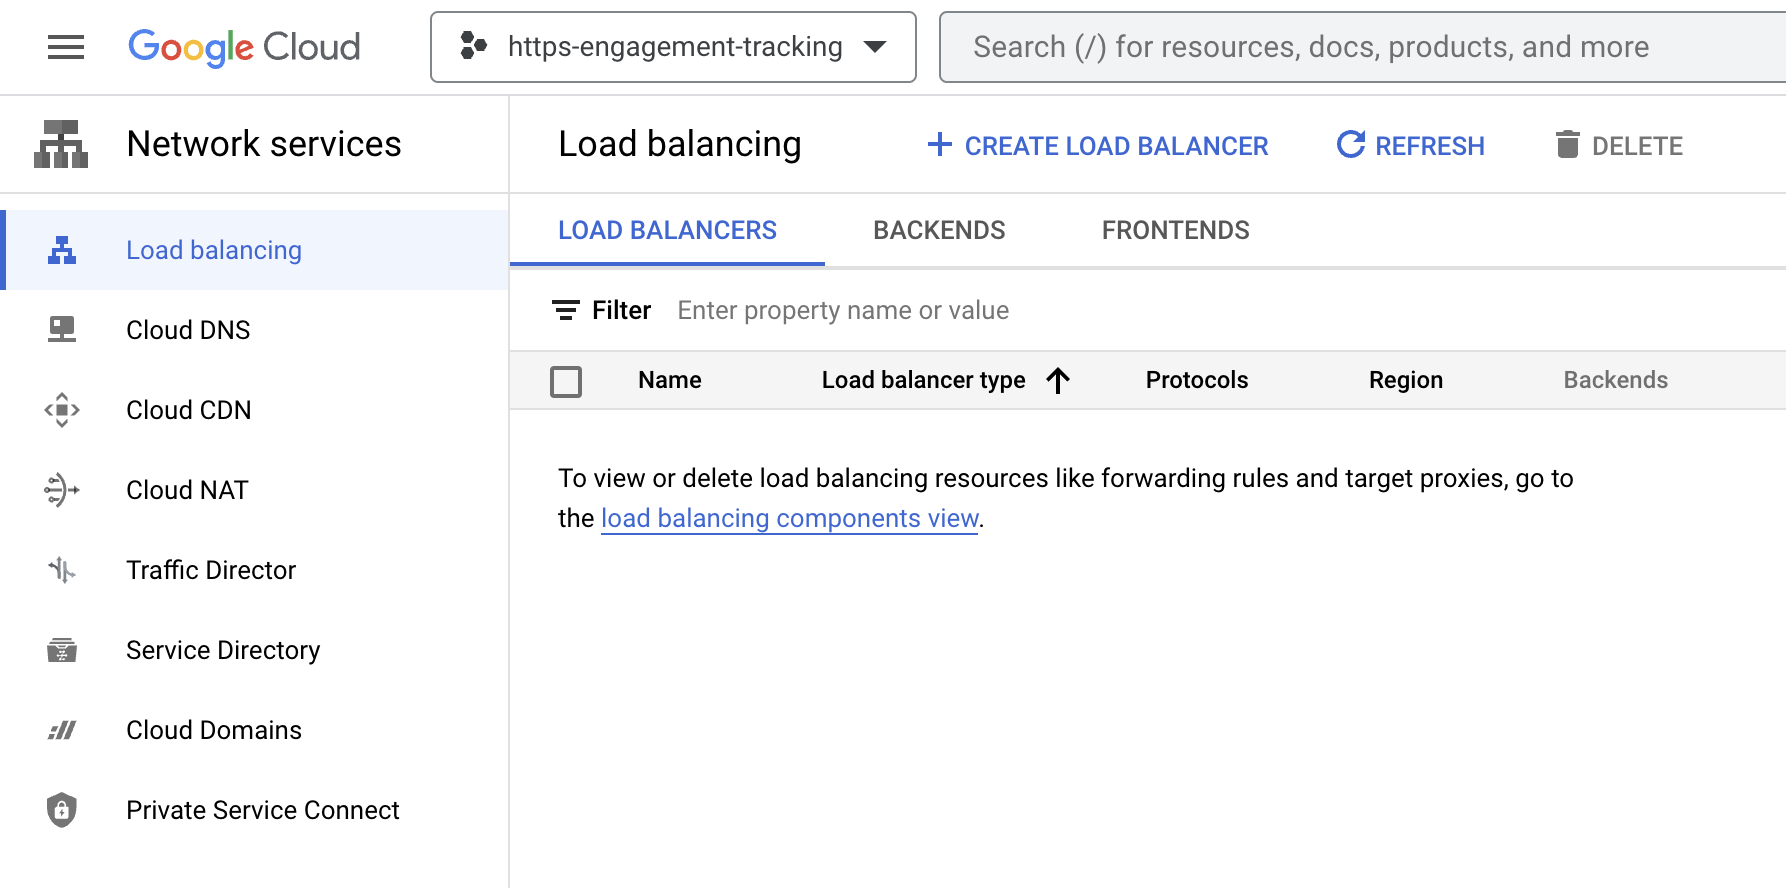 Google Cloud
https-engagement-tracking
Search (/) for resources, docs, products, and more
Network services
Load balancing
CREATE LOAD BALANCER
REFRESH
DELETE
Load balancing
Cloud DNS
Cloud CDN
Cloud NAT
Traffic Director
Service Directory
Cloud Domains
Private Service Connect
LOAD BALANCERS
BACKENDS
FRONTENDS
Filter
Enter property name or value
Name
Load balancer type
Protocols
Region
Backends
To view or delete load balancing resources like forwarding rules and target proxies, go to
the load balancing components view.